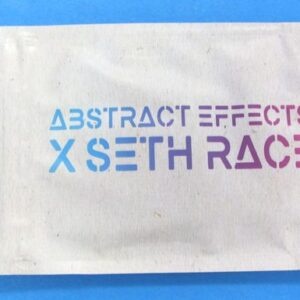 ABSTRACT EFFECTS
X SETH RACE